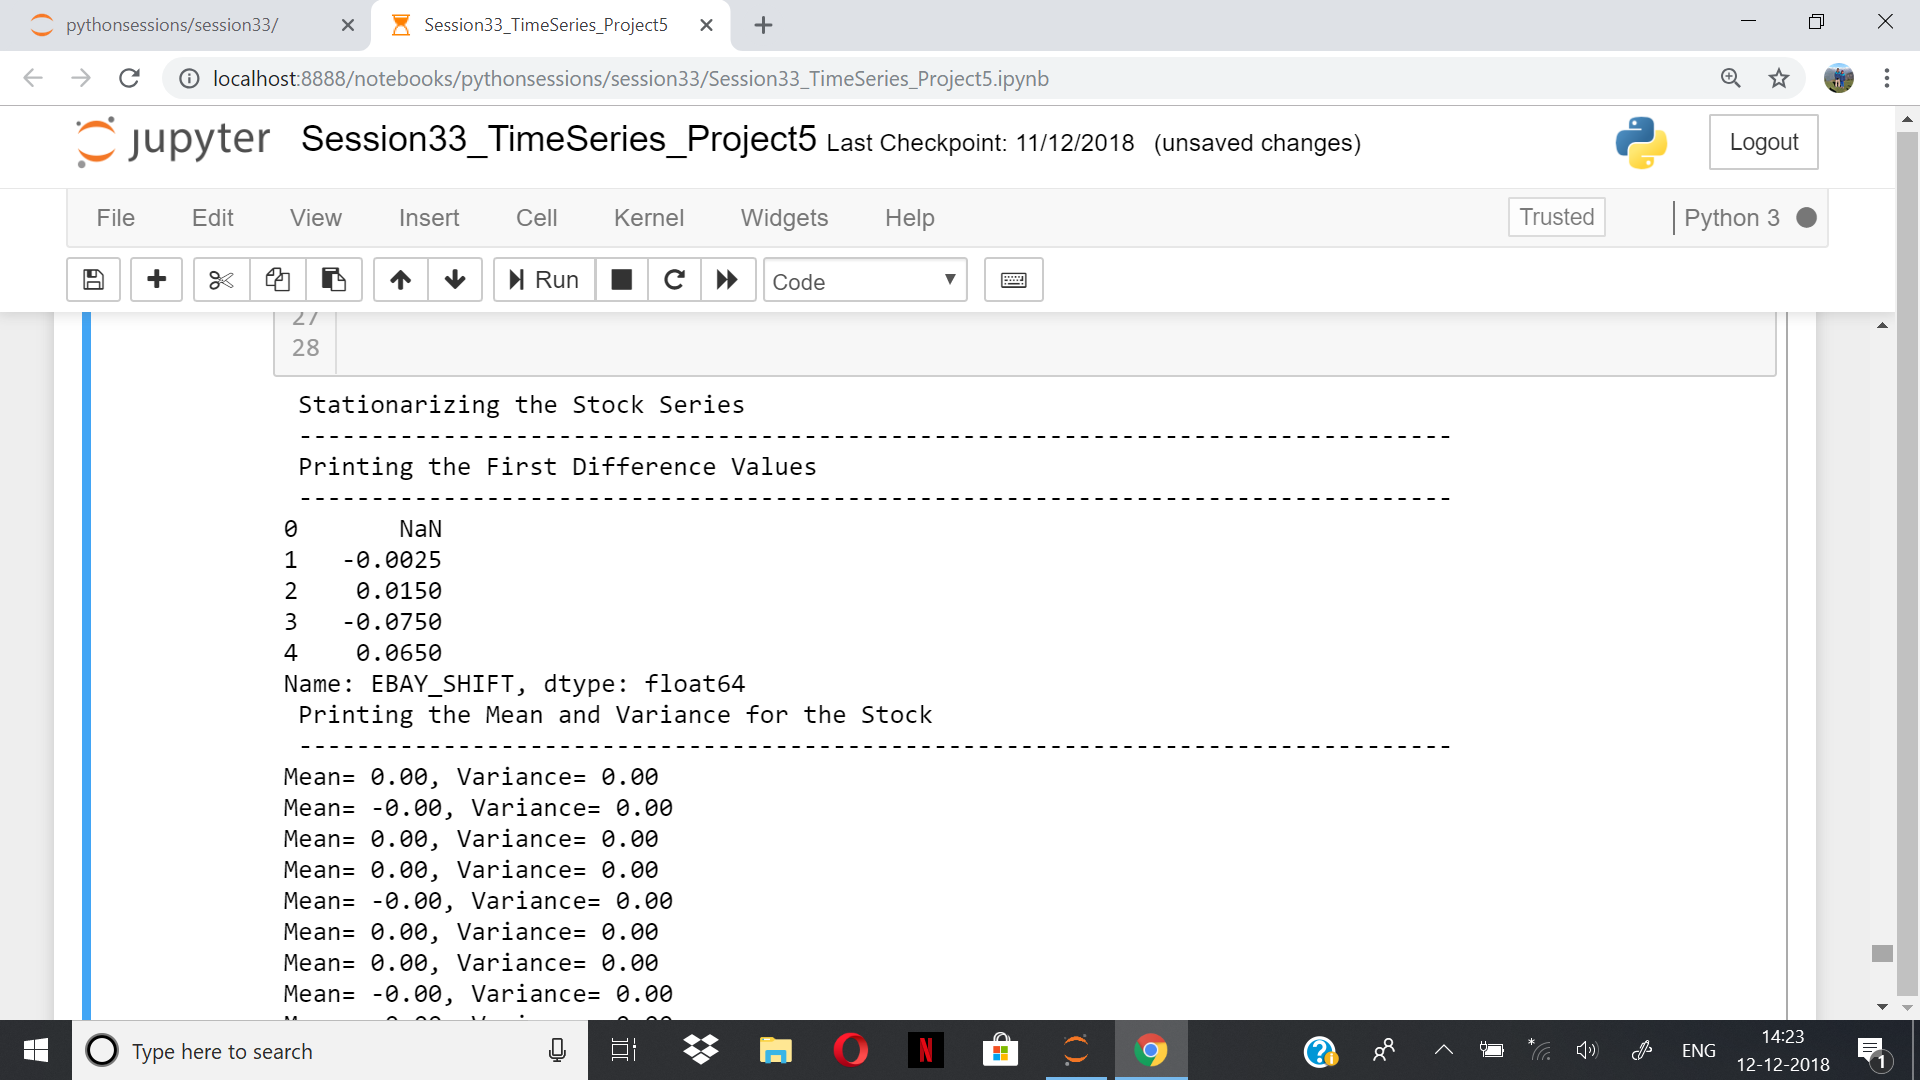 pythonsessions/session33/
Session33_TimeSeries_Project5
localhost:8888/notebooks/pythonsessions/session33/Session33_TimeSeries_Project5.ipynb
jupyter Session33_TimeSeries_Project5 Last Checkpoint: 11/12/2018 (unsaved changes)
Logout
File Edit View Insert Cell Kernel Widgets Help
Trusted
Python 3
Run
Code
27
28
Stationarizing the Stock Series
--------------------------------------------------------------------------------
Printing the First Difference Values
--------------------------------------------------------------------------------
0 NaN
1 -0.0025
2 0.0150
3 -0.0750
4 0.0650
Name: EBAY_SHIFT, dtype: float64
Printing the Mean and Variance for the Stock
--------------------------------------------------------------------------------
Mean= 0.00, Variance= 0.00
Mean= -0.00, Variance= 0.00
Mean= 0.00, Variance= 0.00
Mean= 0.00, Variance= 0.00
Mean= -0.00, Variance= 0.00
Mean= 0.00, Variance= 0.00
Mean= 0.00, Variance= 0.00
Mean= -0.00, Variance= 0.00
Type here to search
N
ENG
14:23
12-12-2018
1